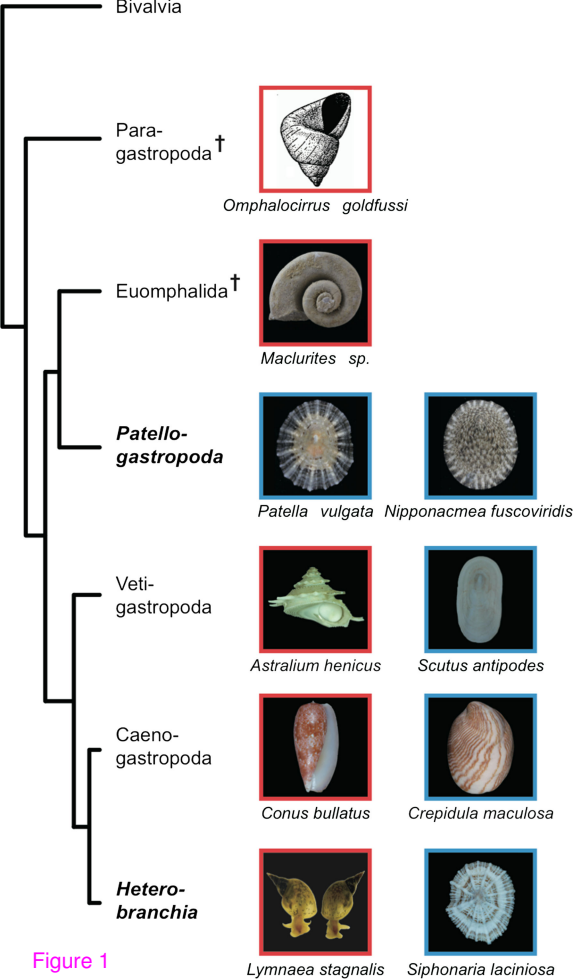 Bivalvia
Para-
gastropoda†
Omphalocirrus goldfussi
Euomphalida†
Maclurites sp.
Patello-
gastropoda
Patella vulgata
Nipponacmea fuscoviridis
Veti-
gastropoda
Astralium henicus
Scutus antipodes
Caeno-
gastropoda
Conus bullatus
Crepidula maculosa
Hetero-
branchia
Lymnaea stagnalis
Siphonaria laciniosa
Figure 1